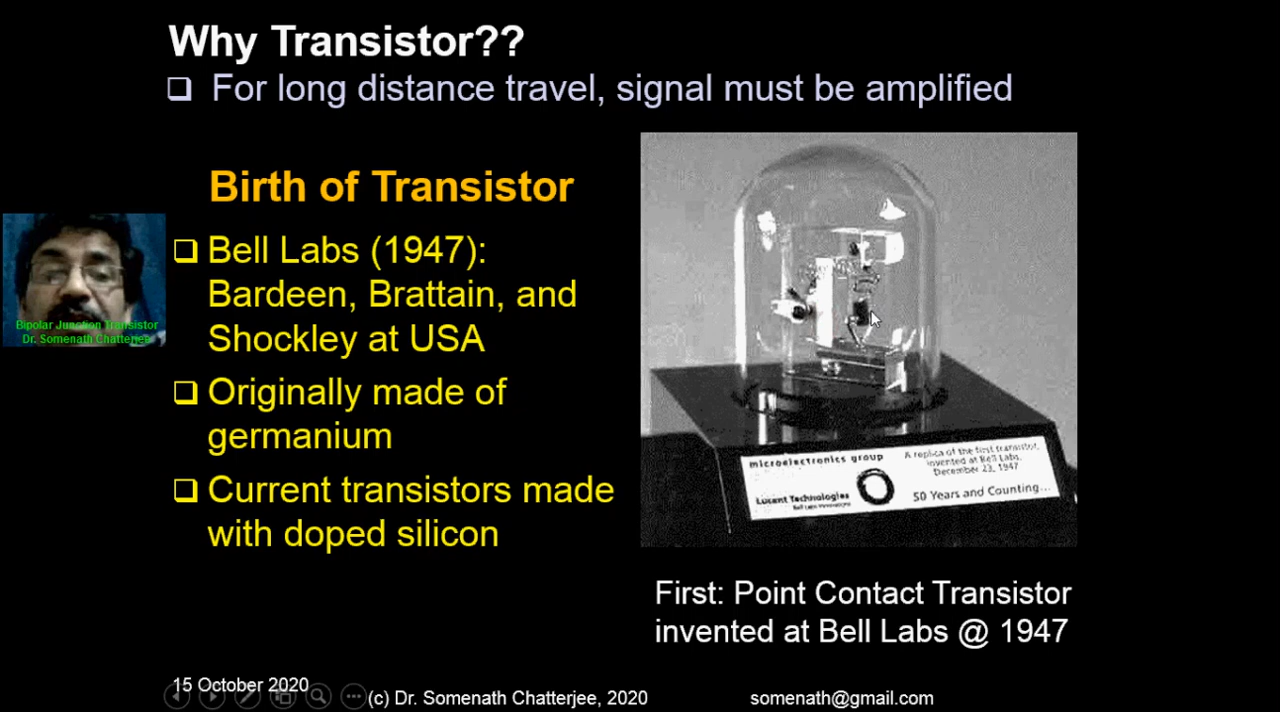 Why Transistor??
For long distance travel, signal must be amplified
Birth of Transistor
Bell Labs (1947):
Bardeen, Brattain, and
Shockley at USA
Originally made of
germanium
Current transistors made
with doped silicon
Bipolar Junction Transistor
Dr. Somenath Chatterjee
microelectronics group
Lucent Technologies
Bell Labs Innovations
A replica of the first transistor,
invented at Bell Labs,
December 23, 1947
50 Years and Counting...
First: Point Contact Transistor
invented at Bell Labs @ 1947
15 October 2020
(c) Dr. Somenath Chatterjee, 2020
somenath@gmail.com